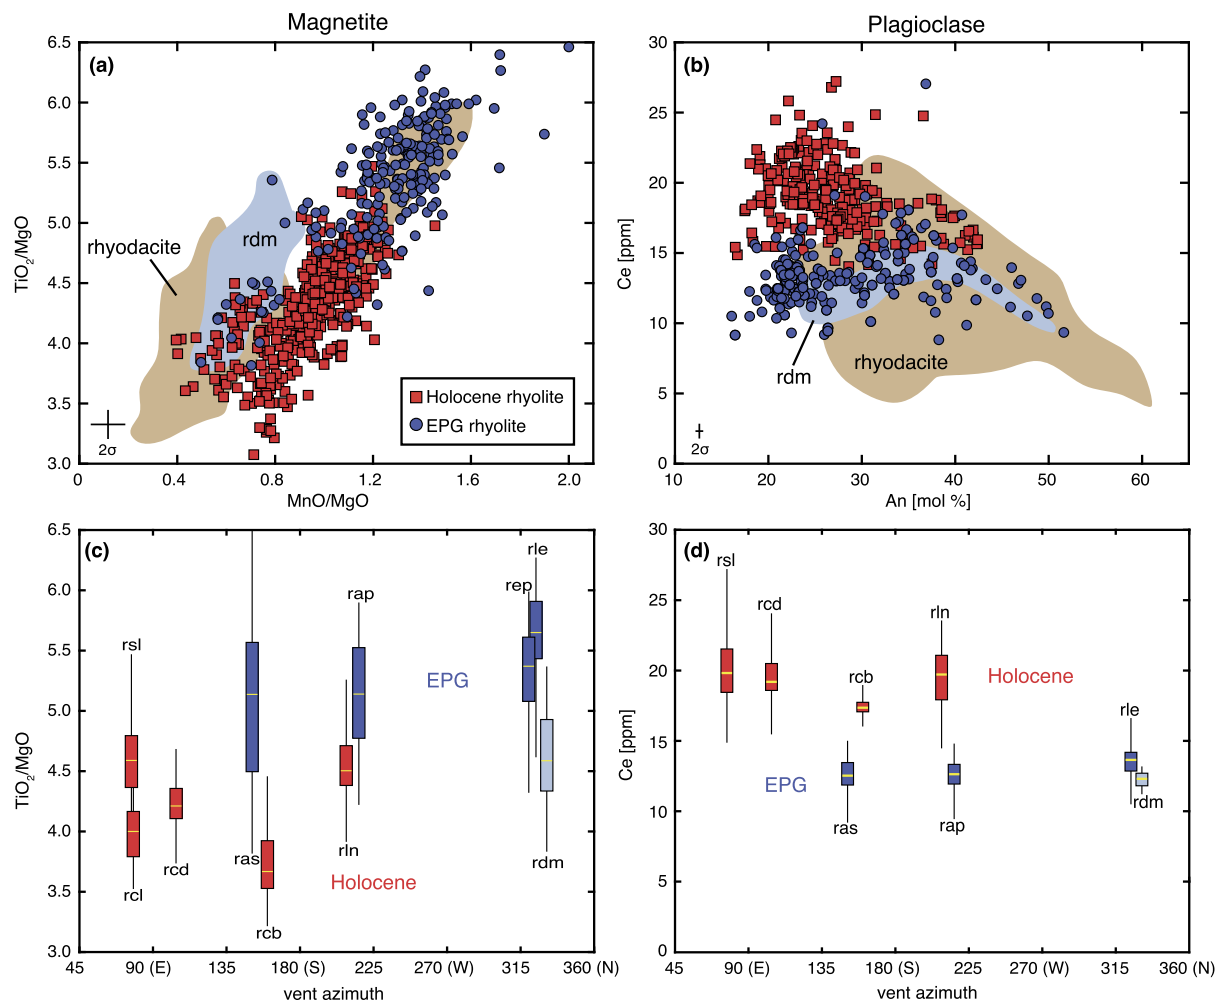 Magnetite
Plagioclase
6.5
6.0
5.5
5.0
4.5
4.0
3.5
3.0
TiO2/MgO
(a)
rhyodacite
rdm
Holocene rhyolite
EPG rhyolite
2σ
0 0.4 0.8 1.2 1.6 2.0
MnO/MgO
30
25
20
15
10
5
0
Ce [ppm]
(b)
rdm
rhyodacite
2σ
10 20 30 40 50 60
An [mol %]
6.5
6.0
5.5
5.0
4.5
4.0
3.5
3.0
TiO2/MgO
(c)
rle
rep
rap
rsl
EPG
ras
rln
rdm
rcd
rcl
Holocene
rcb
45 90 (E) 135 180 (S) 225 270 (W) 315 360 (N)
vent azimuth
30
25
20
15
10
5
0
Ce [ppm]
(d)
rsl
rcd
rln
rcb
Holocene
rle
EPG
rdm
ras
rap
45 90 (E) 135 180 (S) 225 270 (W) 315 360 (N)
vent azimuth